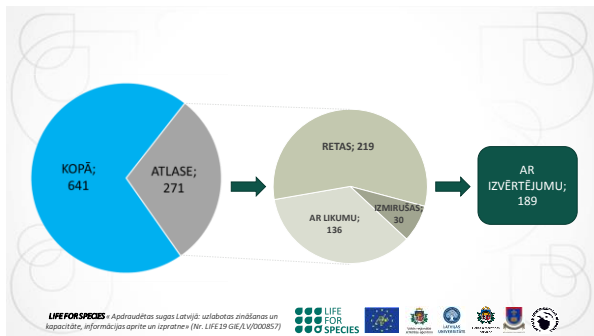 KOPĀ;
641
ATLASE;
271
RETAS; 219
IZMIRUŠAS;
30
AR LIKUMU;
136
AR
IZVĒRTĒJUMU;
189
LIFE FOR SPECIES « Apdraudētas sugas Latvijā: uzlabotas zināšanas un
kapacitāte, informācijas aprite un izpratne» (Nr. LIFE19 GIE/LV/000857)
LIFE
FOR
SPECIES
LATVIJAS
UNIVERSITĀTE